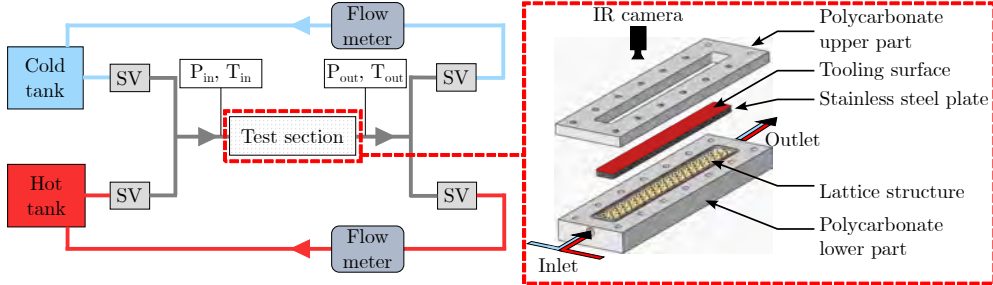 Flow
meter
Cold
tank
SV
P_in, T_in
P_out, T_out
SV
Test section
Hot
tank
SV
SV
Flow
meter
IR camera
Polycarbonate
upper part
Tooling surface
Stainless steel plate
Outlet
Lattice structure
Polycarbonate
lower part
Inlet